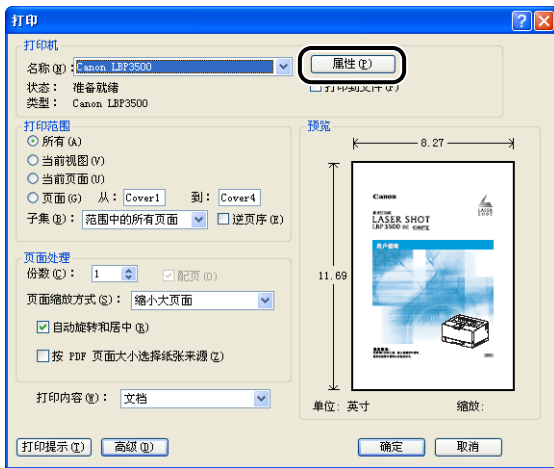 打印
打印机
名称(N): Canon LBP3500
属性(P)
状态: 准备就绪
打印到文件(F)
类型: Canon LBP3500
打印范围
所有(A)
当前视图(V)
当前页面(U)
页面(G) 从: Cover1 到: Cover4
子集(B): 范围中的所有页面 逆页序(E)
页面处理
份数(C): 1 配页(O)
页面缩放方式(S): 缩小大页面
自动旋转和居中(R)
按 PDF 页面大小选择纸张来源(Z)
打印内容(W): 文档
预览
8.27
11.69
Canon
LASER SHOT
LASER SHOT
LBP 3500
CAPT
用户指南
单位: 英寸 缩放:
打印提示(T) 高级(D) 确定 取消